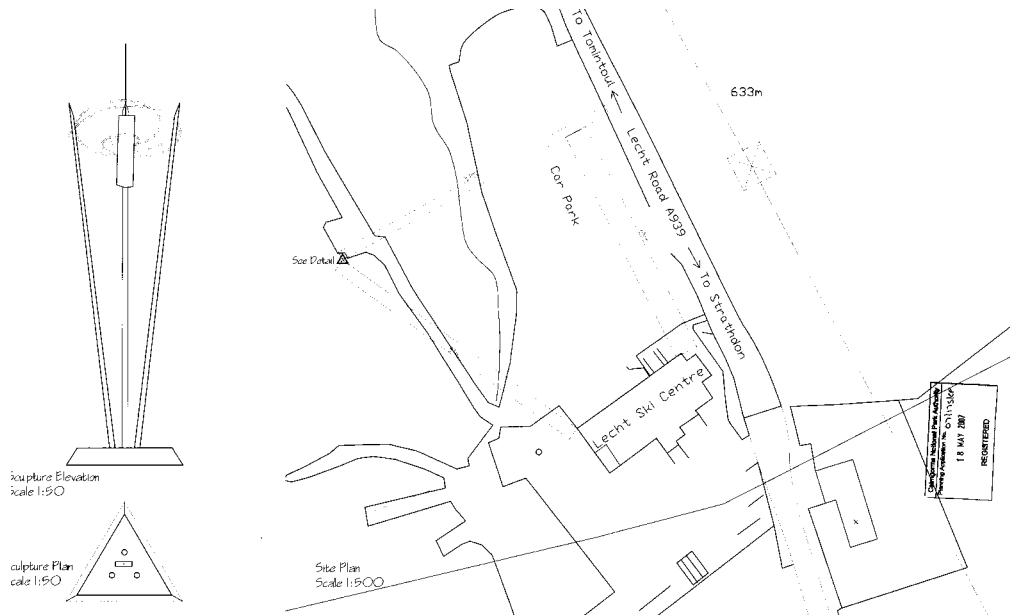 To Tomintoul ← Lecht Road A939 → To Strathdon
633m
Car Park
See Detail
Lecht Ski Centre
Cairngorms National Park Authority
Planning Application No.
18 MAY 2007
REGISTERED
Sculpture Elevation
Scale 1:50
Sculpture Plan
Scale 1:50
Site Plan
Scale 1:500
x